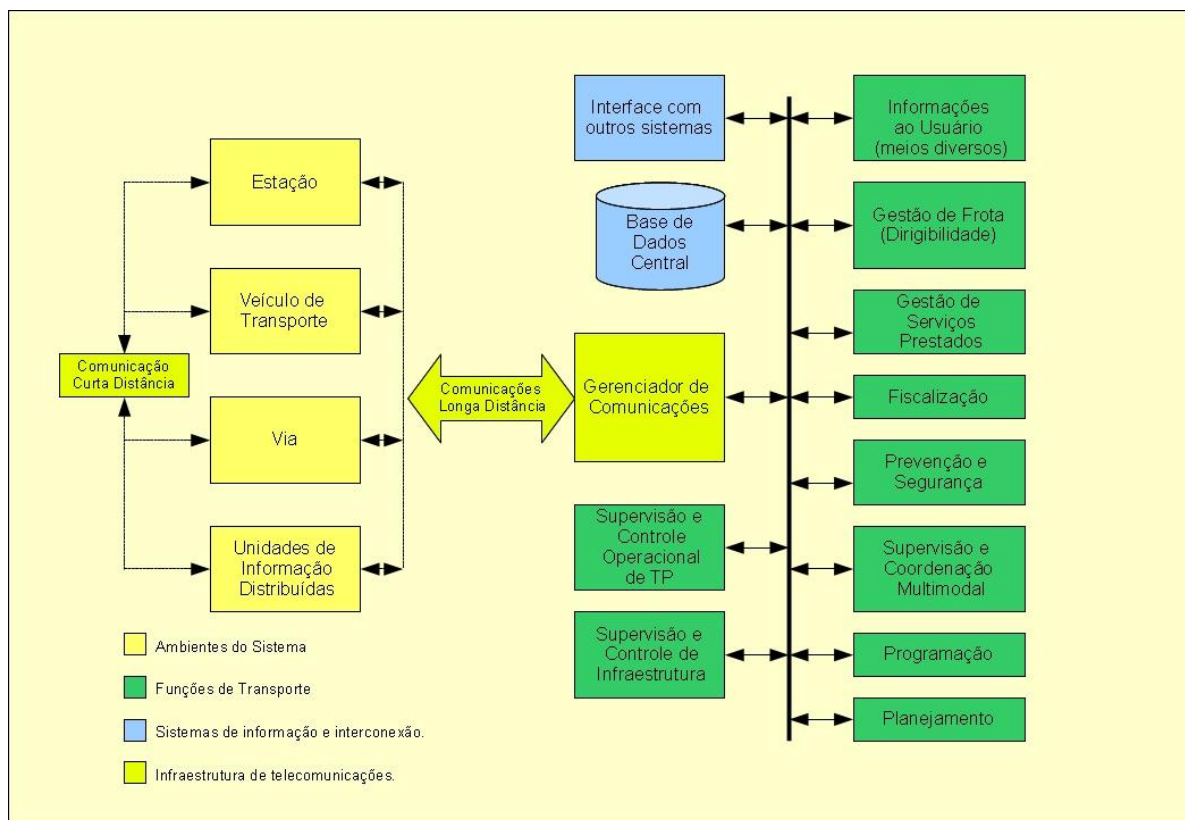 Estação
Veículo de
Transporte
Comunicação
Curta Distância
Via
Unidades de
Informação
Distribuídas
Comunicações
Longa Distância
Interface com
outros sistemas
Base de
Dados
Central
Gerenciador de
Comunicações
Supervisão e
Controle
Operacional
de TP
Supervisão e
Controle de
Infraestrutura
Informações
ao Usuário
(meios diversos)
Gestão de Frota
(Dirigibilidade)
Gestão de
Serviços
Prestados
Fiscalização
Prevenção e
Segurança
Supervisão e
Coordenação
Multimodal
Programação
Planejamento
Ambientes do Sistema
Funções de Transporte
Sistemas de informação e interconexão.
Infraestrutura de telecomunicações.